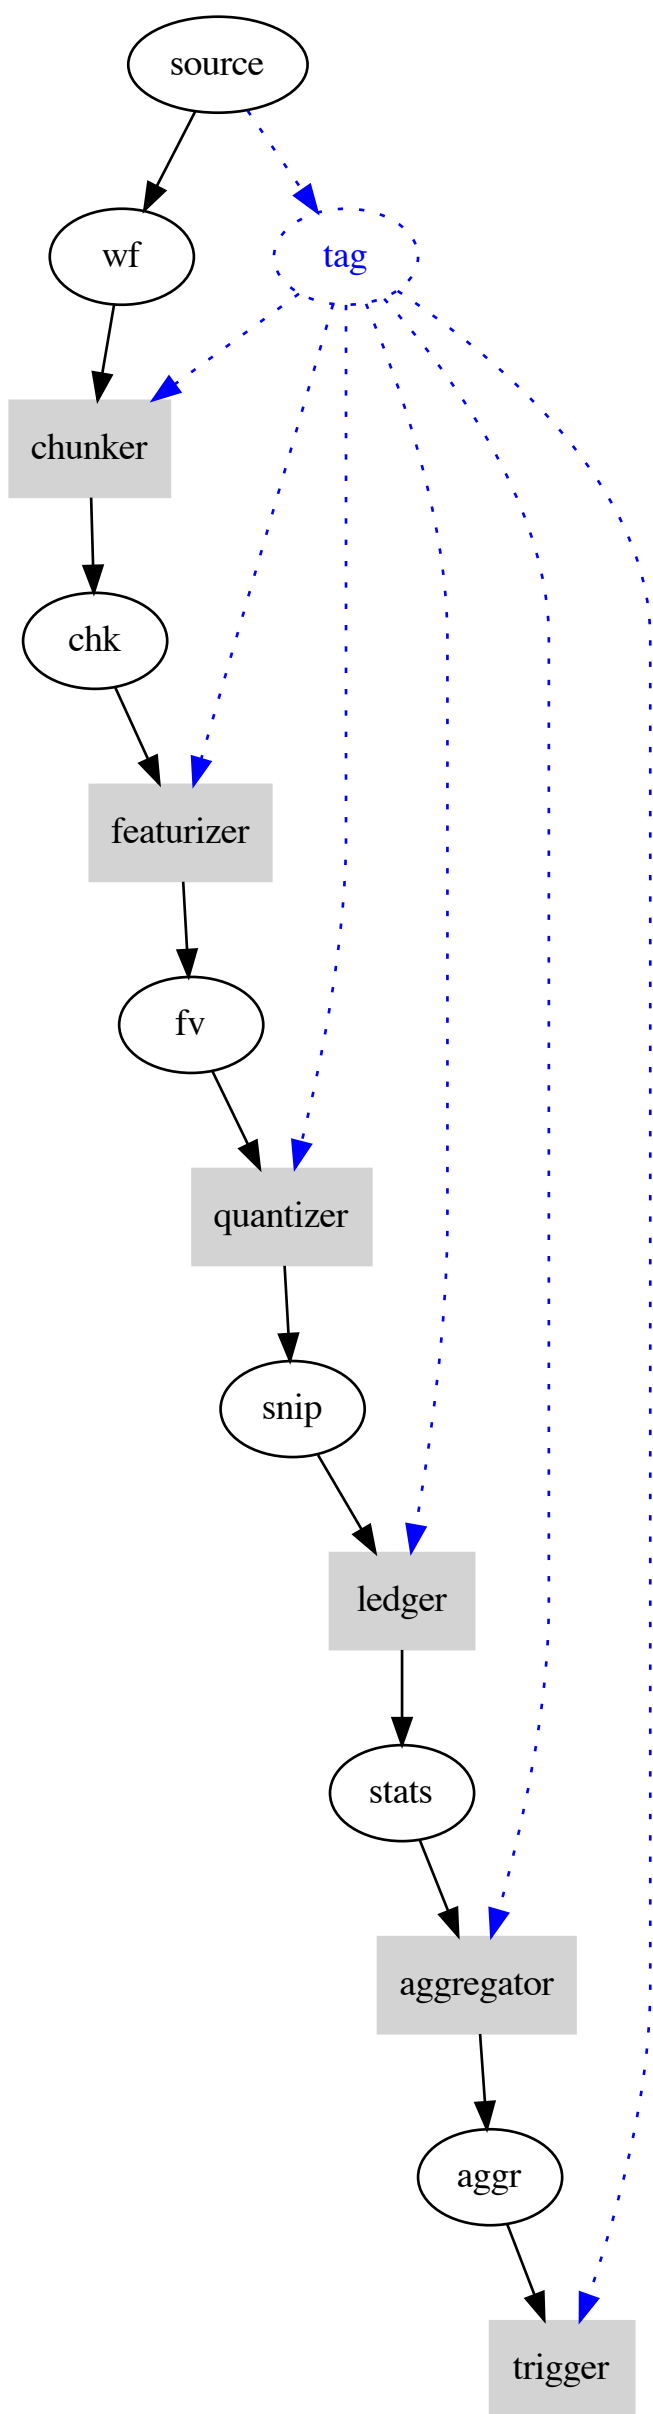 source
wf
tag
chunker
chk
featurizer
fv
quantizer
snip
ledger
stats
aggregator
aggr
trigger